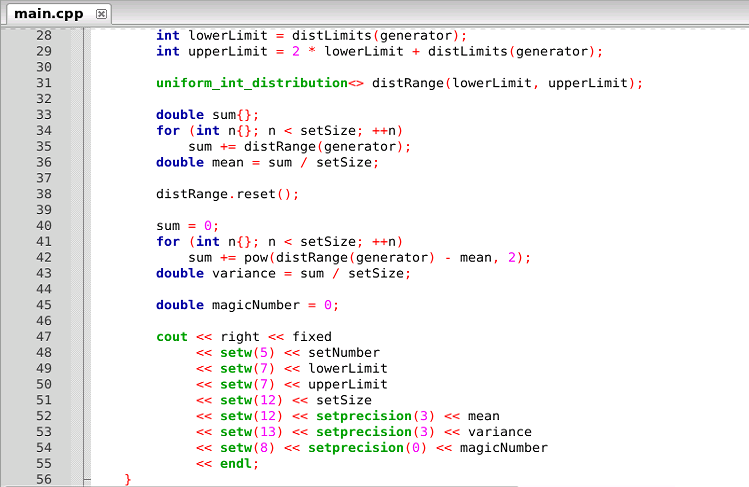 main.cpp
28 int lowerLimit = distLimits(generator);
29 int upperLimit = 2 * lowerLimit + distLimits(generator);
30
31 uniform_int_distribution<> distRange(lowerLimit, upperLimit);
32
33 double sum{};
34 for (int n{}; n < setSize; ++n)
35 sum += distRange(generator);
36 double mean = sum / setSize;
37
38 distRange.reset();
39
40 sum = 0;
41 for (int n{}; n < setSize; ++n)
42 sum += pow(distRange(generator) - mean, 2);
43 double variance = sum / setSize;
44
45 double magicNumber = 0;
46
47 cout << right << fixed
48 << setw(5) << setNumber
49 << setw(7) << lowerLimit
50 << setw(7) << upperLimit
51 << setw(12) << setSize
52 << setw(12) << setprecision(3) << mean
53 << setw(13) << setprecision(3) << variance
54 << setw(8) << setprecision(0) << magicNumber
55 << endl;
56 }